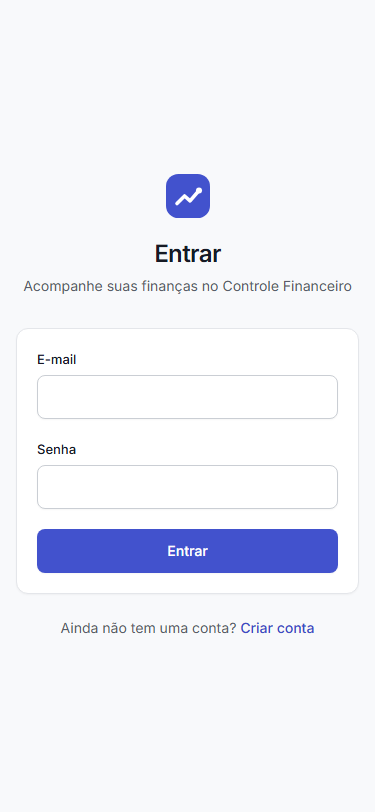 Entrar
Acompanhe suas finanças no Controle Financeiro
E-mail
Senha
Entrar
Ainda não tem uma conta? Criar conta